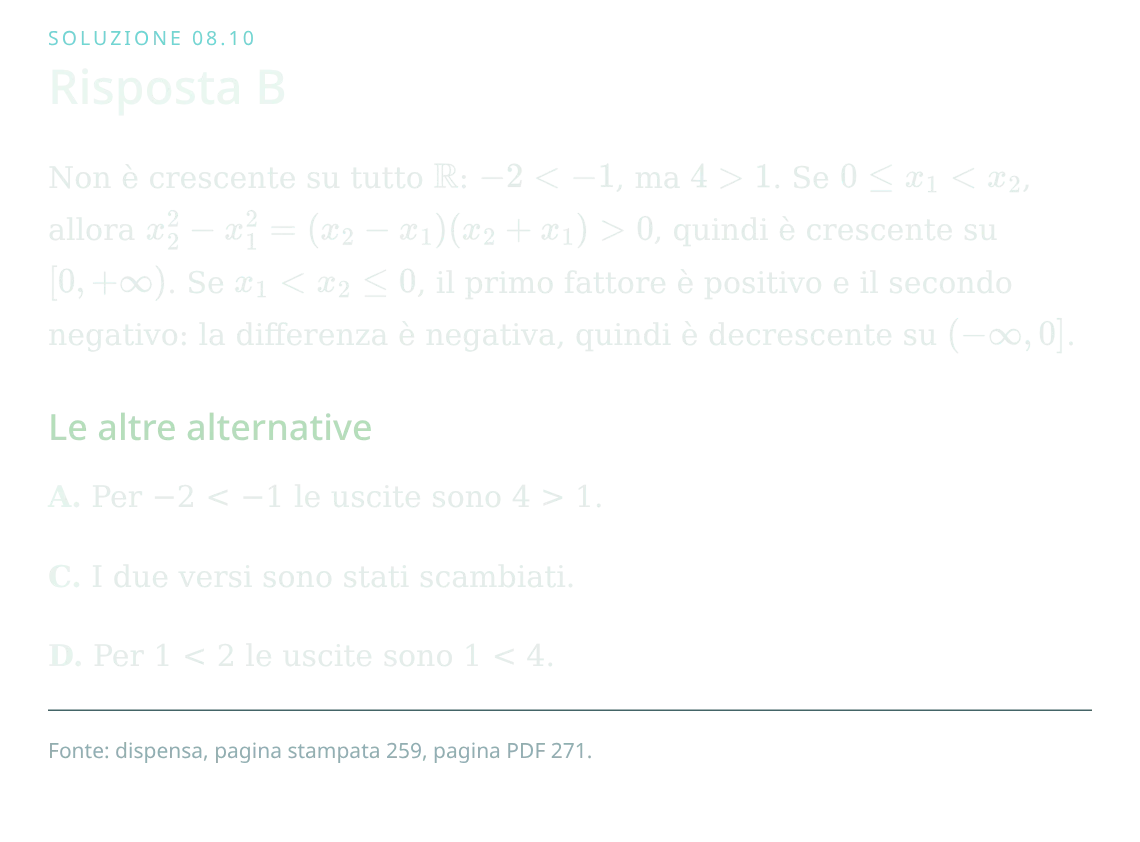 SOLUZIONE 08.10
Risposta B
Non è crescente su tutto ℝ: −2 < −1, ma 4 > 1. Se 0 ≤ x₁ < x₂,
allora x₂² − x₁² = (x₂ − x₁)(x₂ + x₁) > 0, quindi è crescente su
[0, +∞). Se x₁ < x₂ ≤ 0, il primo fattore è positivo e il secondo
negativo: la differenza è negativa, quindi è decrescente su (−∞, 0].
Le altre alternative
A. Per −2 < −1 le uscite sono 4 > 1.
C. I due versi sono stati scambiati.
D. Per 1 < 2 le uscite sono 1 < 4.
Fonte: dispensa, pagina stampata 259, pagina PDF 271.